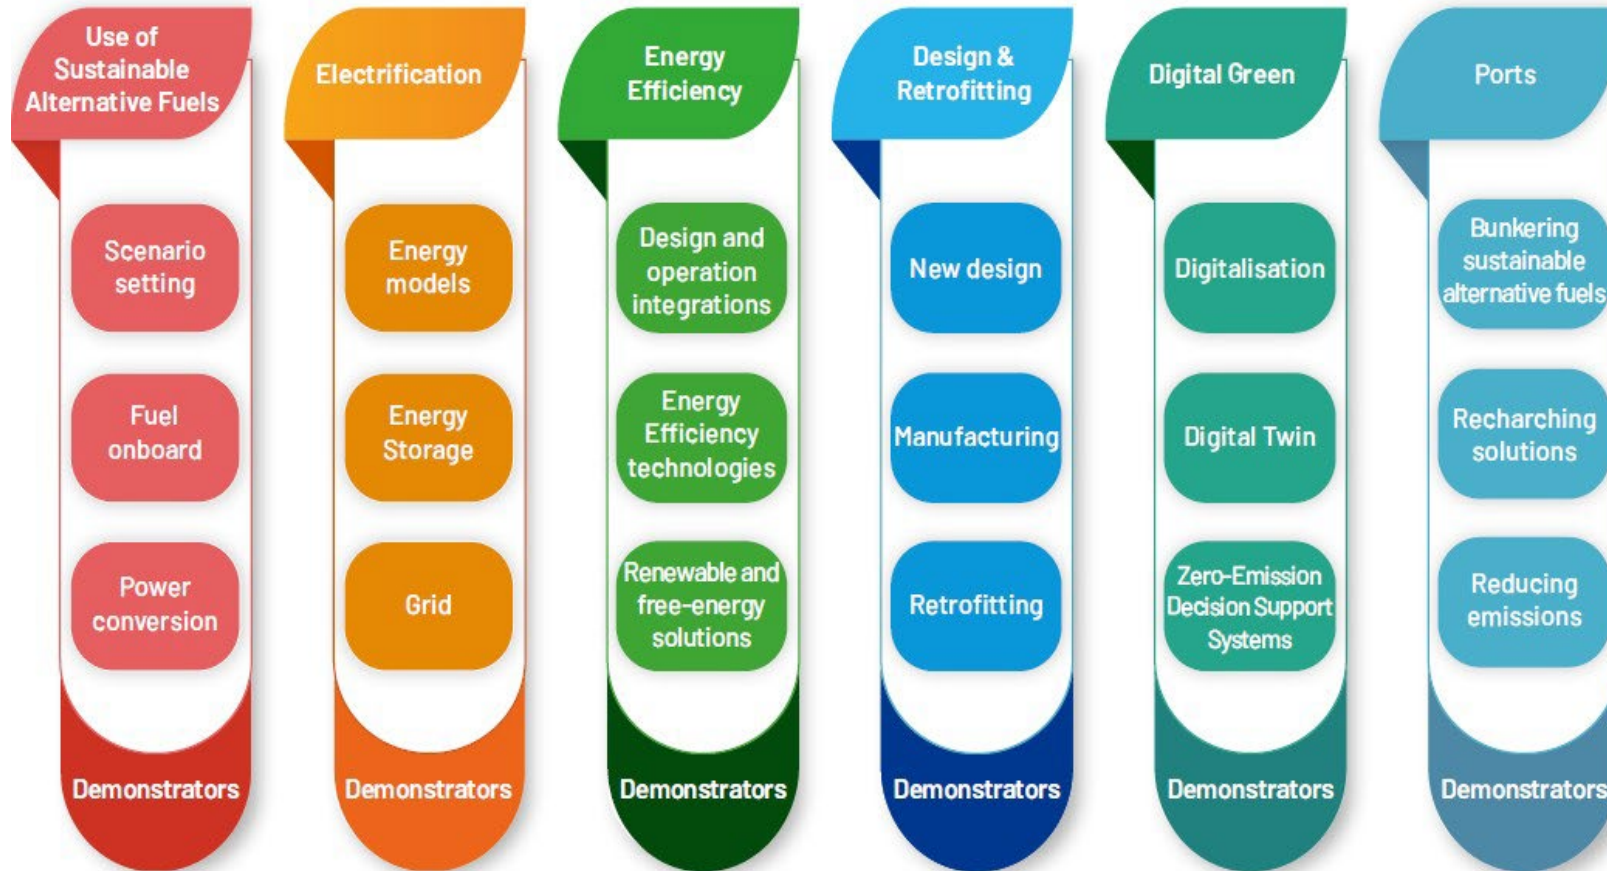 Use of
Sustainable
Alternative Fuels
Scenario
setting
Fuel
onboard
Power
conversion
Demonstrators
Electrification
Energy
models
Energy
Storage
Grid
Demonstrators
Energy
Efficiency
Design and
operation
integrations
Energy
Efficiency
technologies
Renewable and
free-energy
solutions
Demonstrators
Design &
Retrofitting
New design
Manufacturing
Retrofitting
Demonstrators
Digital Green
Digitalisation
Digital Twin
Zero-Emission
Decision Support
Systems
Demonstrators
Ports
Bunkering
sustainable
alternative fuels
Recharching
solutions
Reducing
emissions
Demonstrators